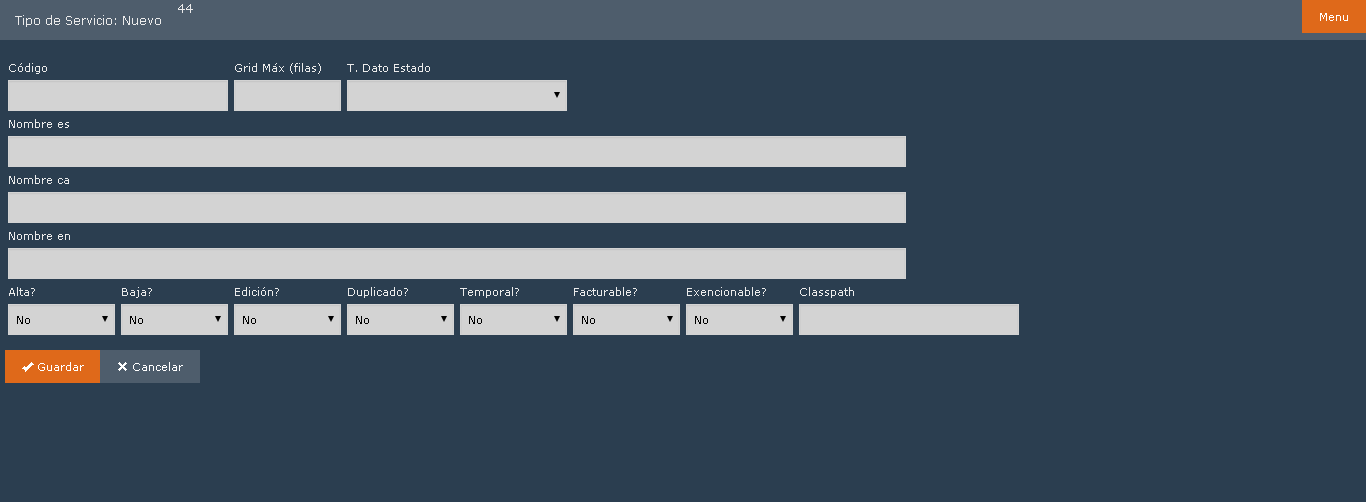 44
Tipo de Servicio: Nuevo
Menu
Código Grid Máx (filas) T. Dato Estado
Nombre es
Nombre ca
Nombre en
Alta? Baja? Edición? Duplicado? Temporal? Facturable? Exencionable? Classpath
No No No No No No No
Guardar Cancelar